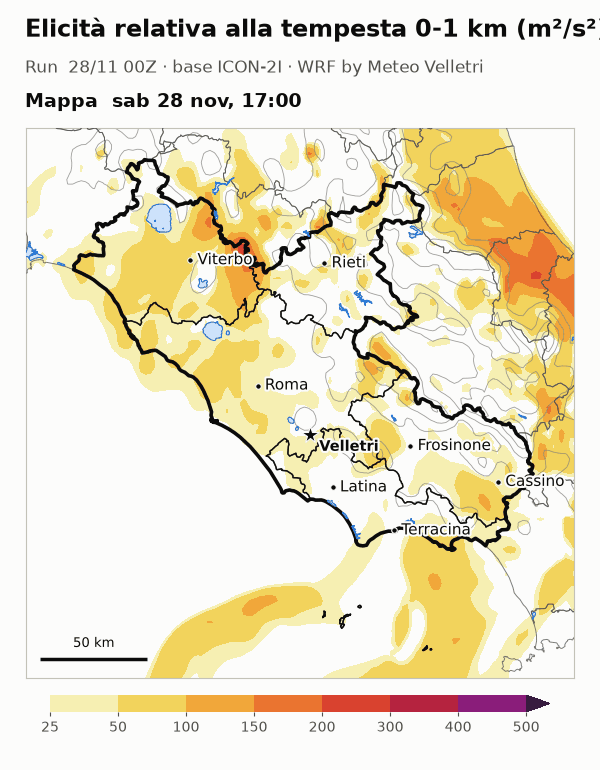 Elicità relativa alla tempesta 0-1 km (m²/s²)
Run  28/11 00Z · base ICON-2I · WRF by Meteo Velletri
Mappa  sab 28 nov, 17:00
Viterbo
Rieti
Roma
Velletri
Frosinone
Latina
Cassino
Terracina
50 km
25 50 100 150 200 300 400 500